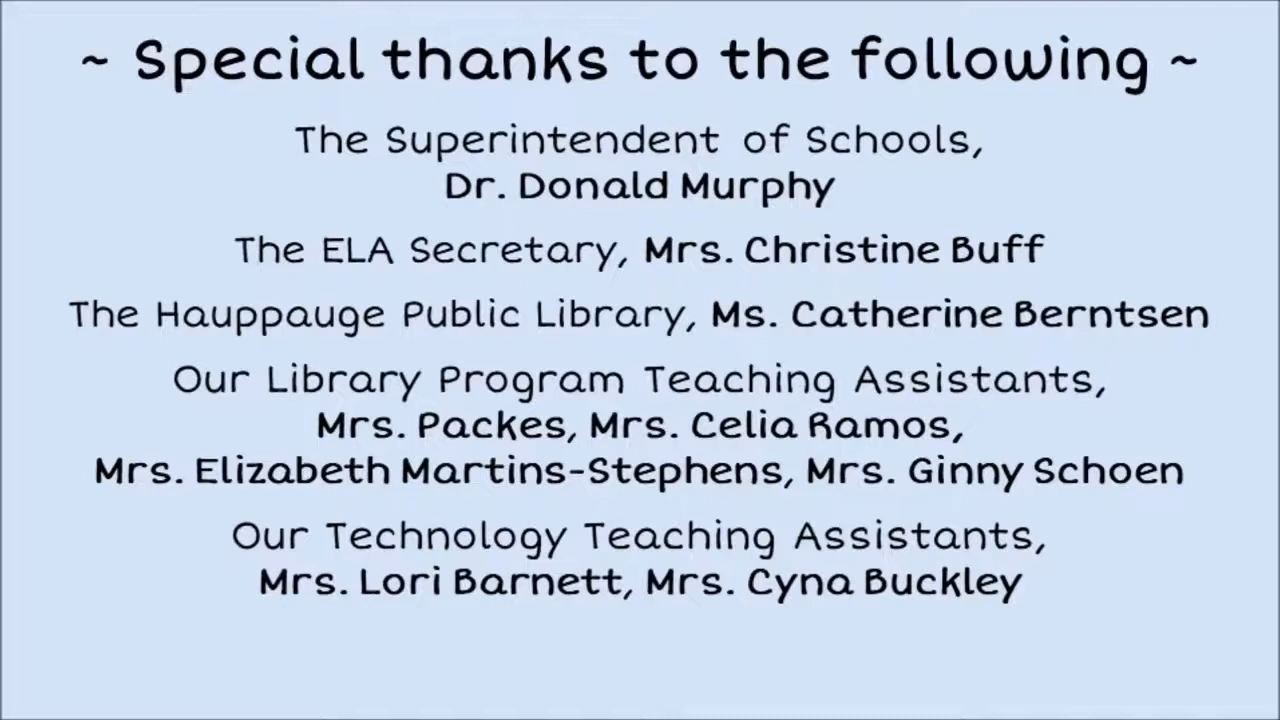 ~ Special thanks to the following ~
The Superintendent of Schools,
Dr. Donald Murphy
The ELA Secretary, Mrs. Christine Buff
The Hauppauge Public Library, Ms. Catherine Berntsen
Our Library Program Teaching Assistants,
Mrs. Packes, Mrs. Celia Ramos,
Mrs. Elizabeth Martins-Stephens, Mrs. Ginny Schoen
Our Technology Teaching Assistants,
Mrs. Lori Barnett, Mrs. Cyna Buckley